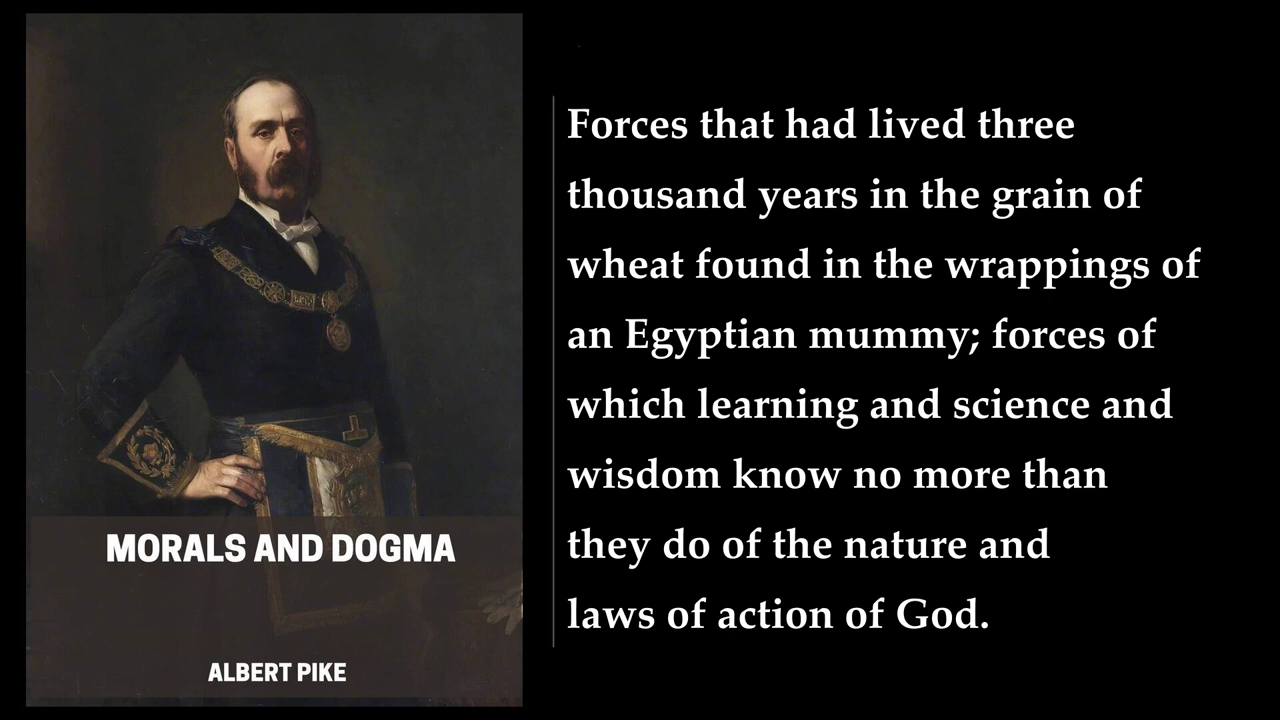 MORALS AND DOGMA
ALBERT PIKE
Forces that had lived three
thousand years in the grain of
wheat found in the wrappings of
an Egyptian mummy; forces of
which learning and science and
wisdom know no more than
they do of the nature and
laws of action of God.